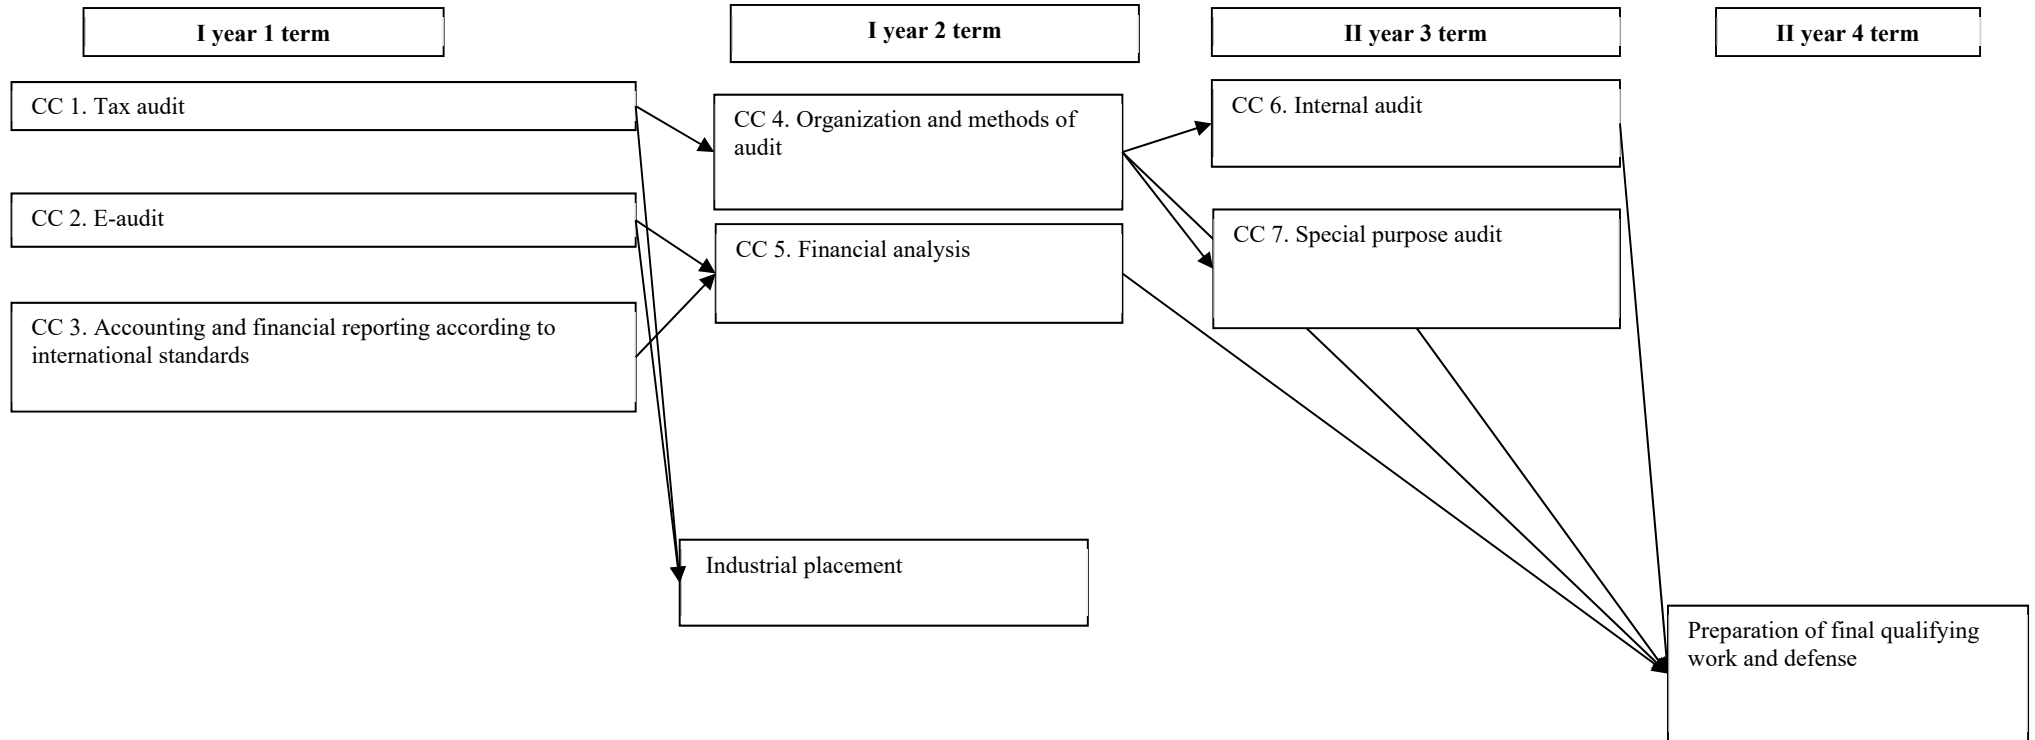 I year 1 term
I year 2 term
II year 3 term
II year 4 term
CC 1. Tax audit
CC 2. E-audit
CC 3. Accounting and financial reporting according to
international standards
CC 4. Organization and methods of
audit
CC 5. Financial analysis
Industrial placement
CC 6. Internal audit
CC 7. Special purpose audit
Preparation of final qualifying
work and defense